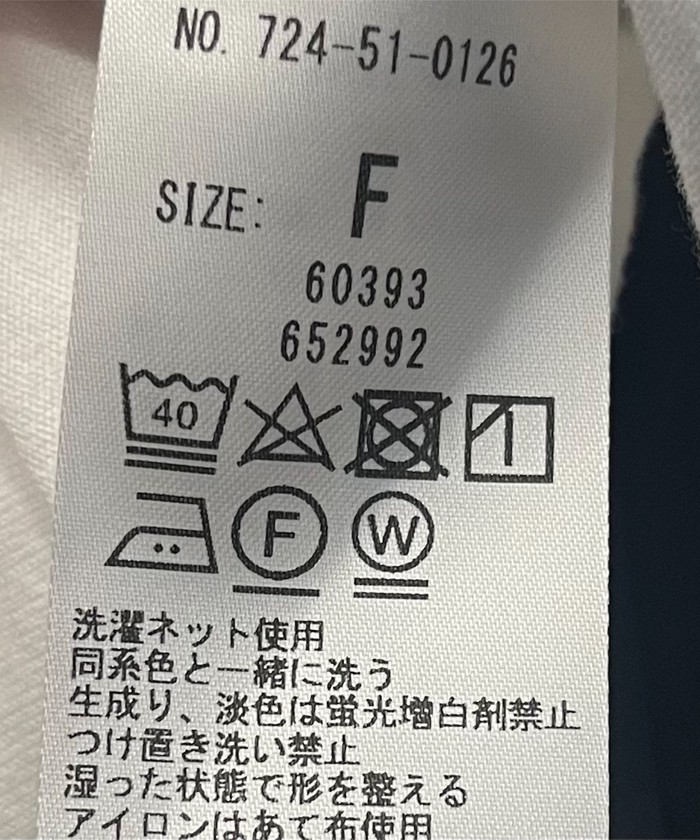 NO. 724-51-0126
SIZE: F
60393
652992
40
F W
洗濯ネット使用
同系色と一緒に洗う
生成り、淡色は蛍光増白剤禁止
つけ置き洗い禁止
湿った状態で形を整える
アイロンはあて布使用